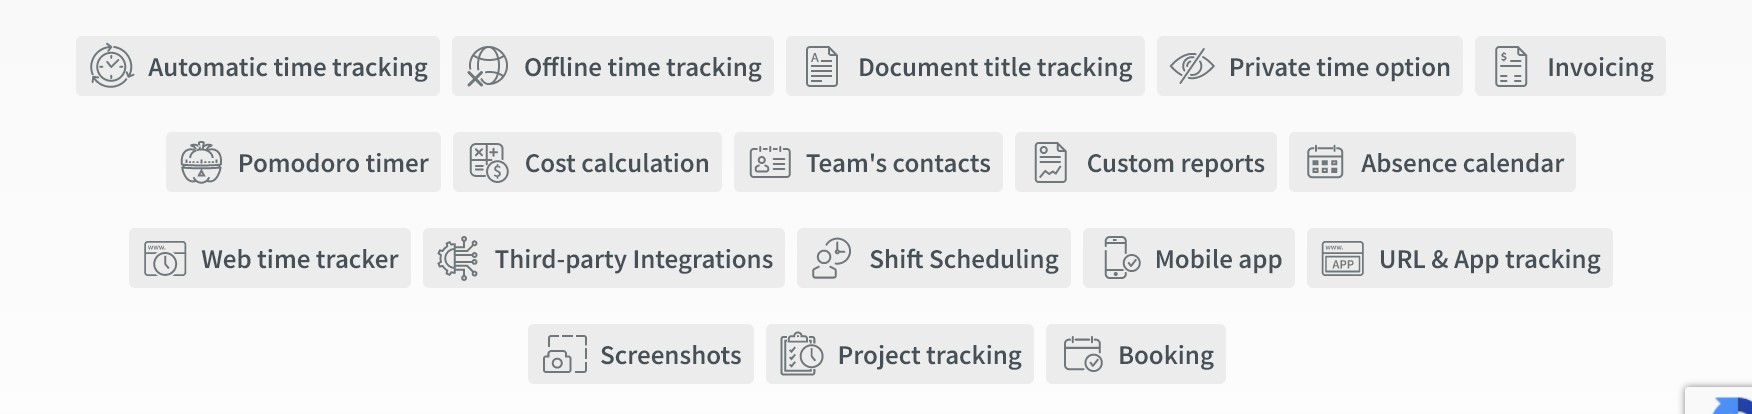 Automatic time tracking Offline time tracking Document title tracking Private time option Invoicing
Pomodoro timer Cost calculation Team's contacts Custom reports Absence calendar
Web time tracker Third-party Integrations Shift Scheduling Mobile app URL & App tracking
Screenshots Project tracking Booking